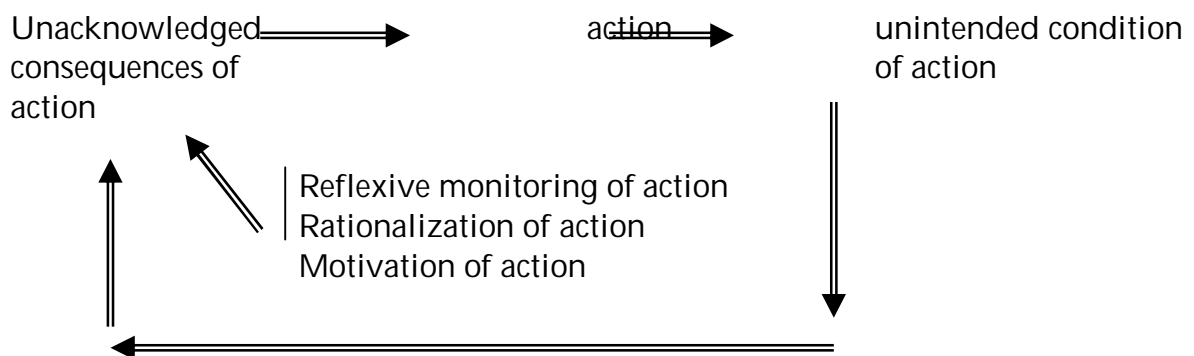 Unacknowledged action unintended condition
consequences of of action
action
Reflexive monitoring of action
Rationalization of action
Motivation of action